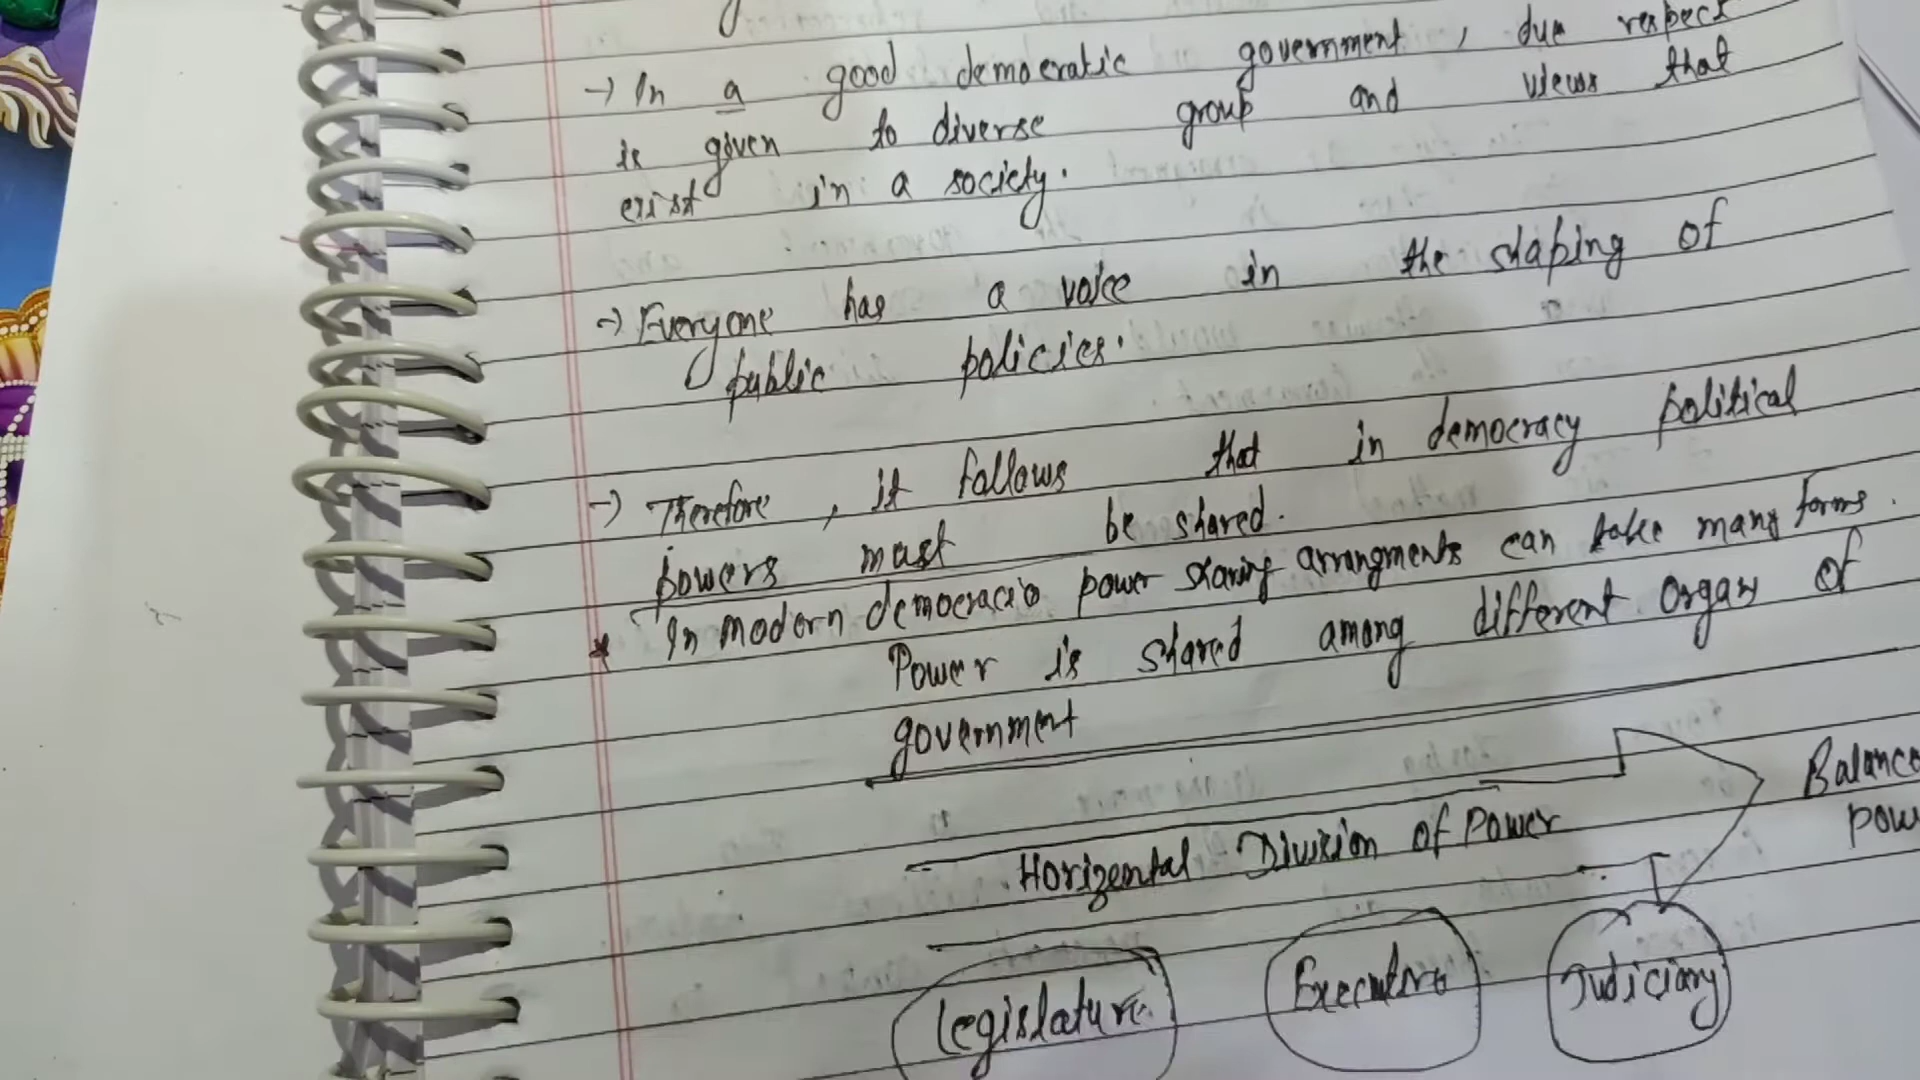 → In a good democratic government, due respect
is given to diverse group and views that
exist in a society.
→ Everyone has a voice in the shaping of
public policies.
→ Therefore, it follows that in democracy political
powers must be shared.
* In modern democracio power sharing arrangments can take many forms.
Power is shared among different organs of
government
Horizental Division of Power
Balance
pow
Legislature
Executive
Judiciary